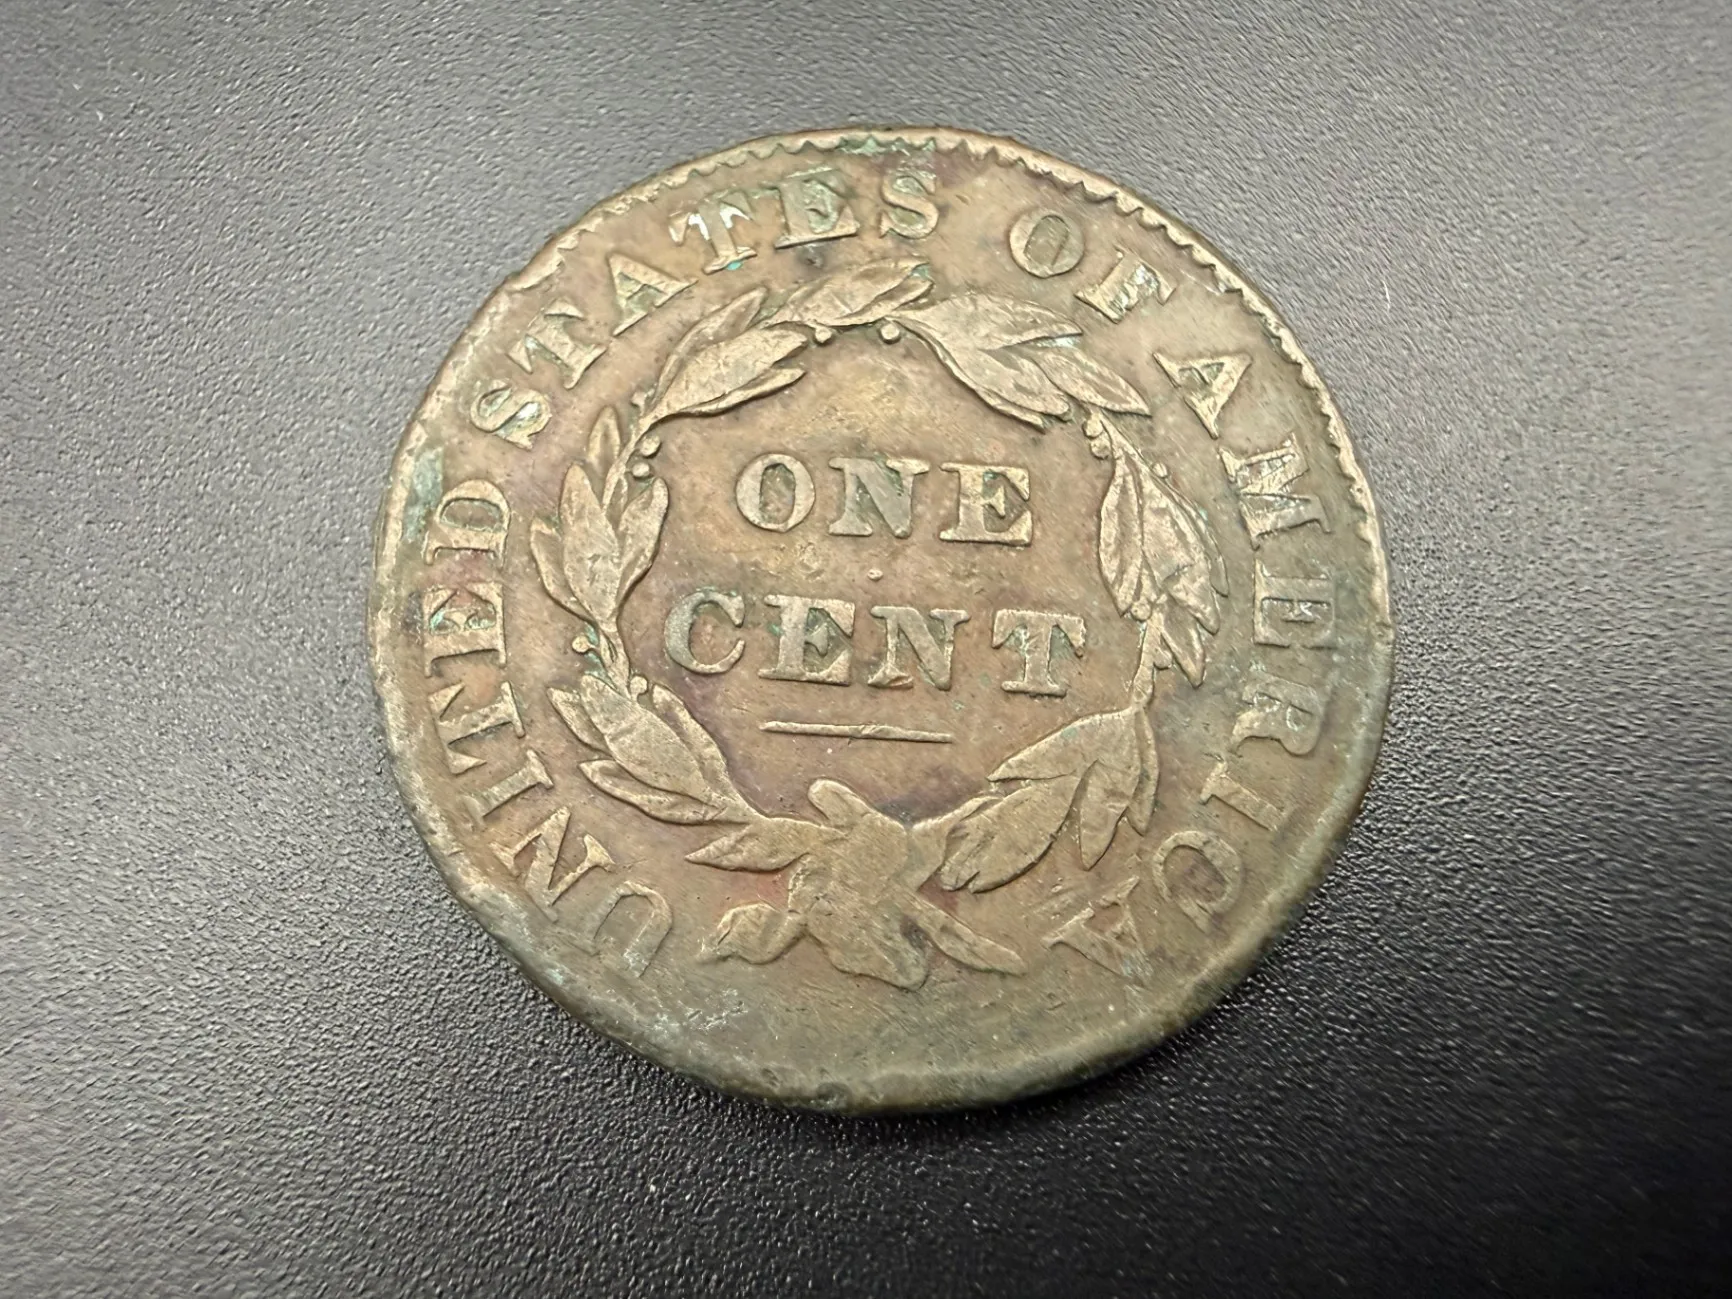 UNITED STATES OF AMERICA
ONE
CENT